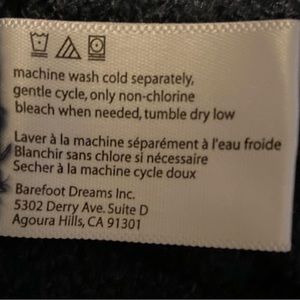 machine wash cold separately,
gentle cycle, only non-chlorine
bleach when needed, tumble dry low
Laver à la machine séparément à l'eau froide
Blanchir sans chlore si nécessaire
Secher à la machine cycle doux
Barefoot Dreams Inc.
5302 Derry Ave. Suite D
Agoura Hills, CA 91301